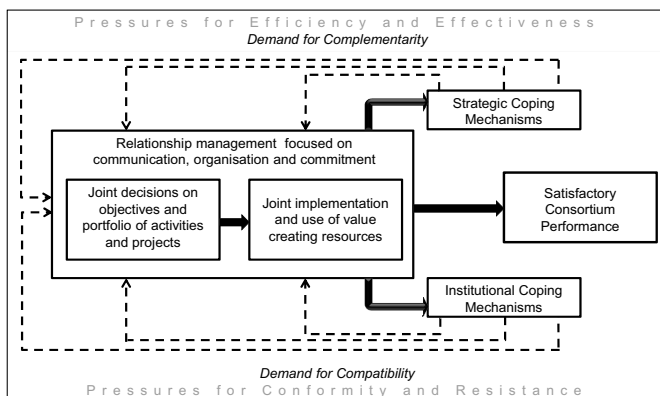 Pressures for Efficiency and Effectiveness
Demand for Complementarity
Strategic Coping
Mechanisms
Relationship management focused on
communication, organisation and commitment
Joint decisions on
objectives and
portfolio of activities
and projects
Joint implementation
and use of value
creating resources
Satisfactory
Consortium
Performance
Institutional Coping
Mechanisms
Demand for Compatibility
Pressures for Conformity and Resistance